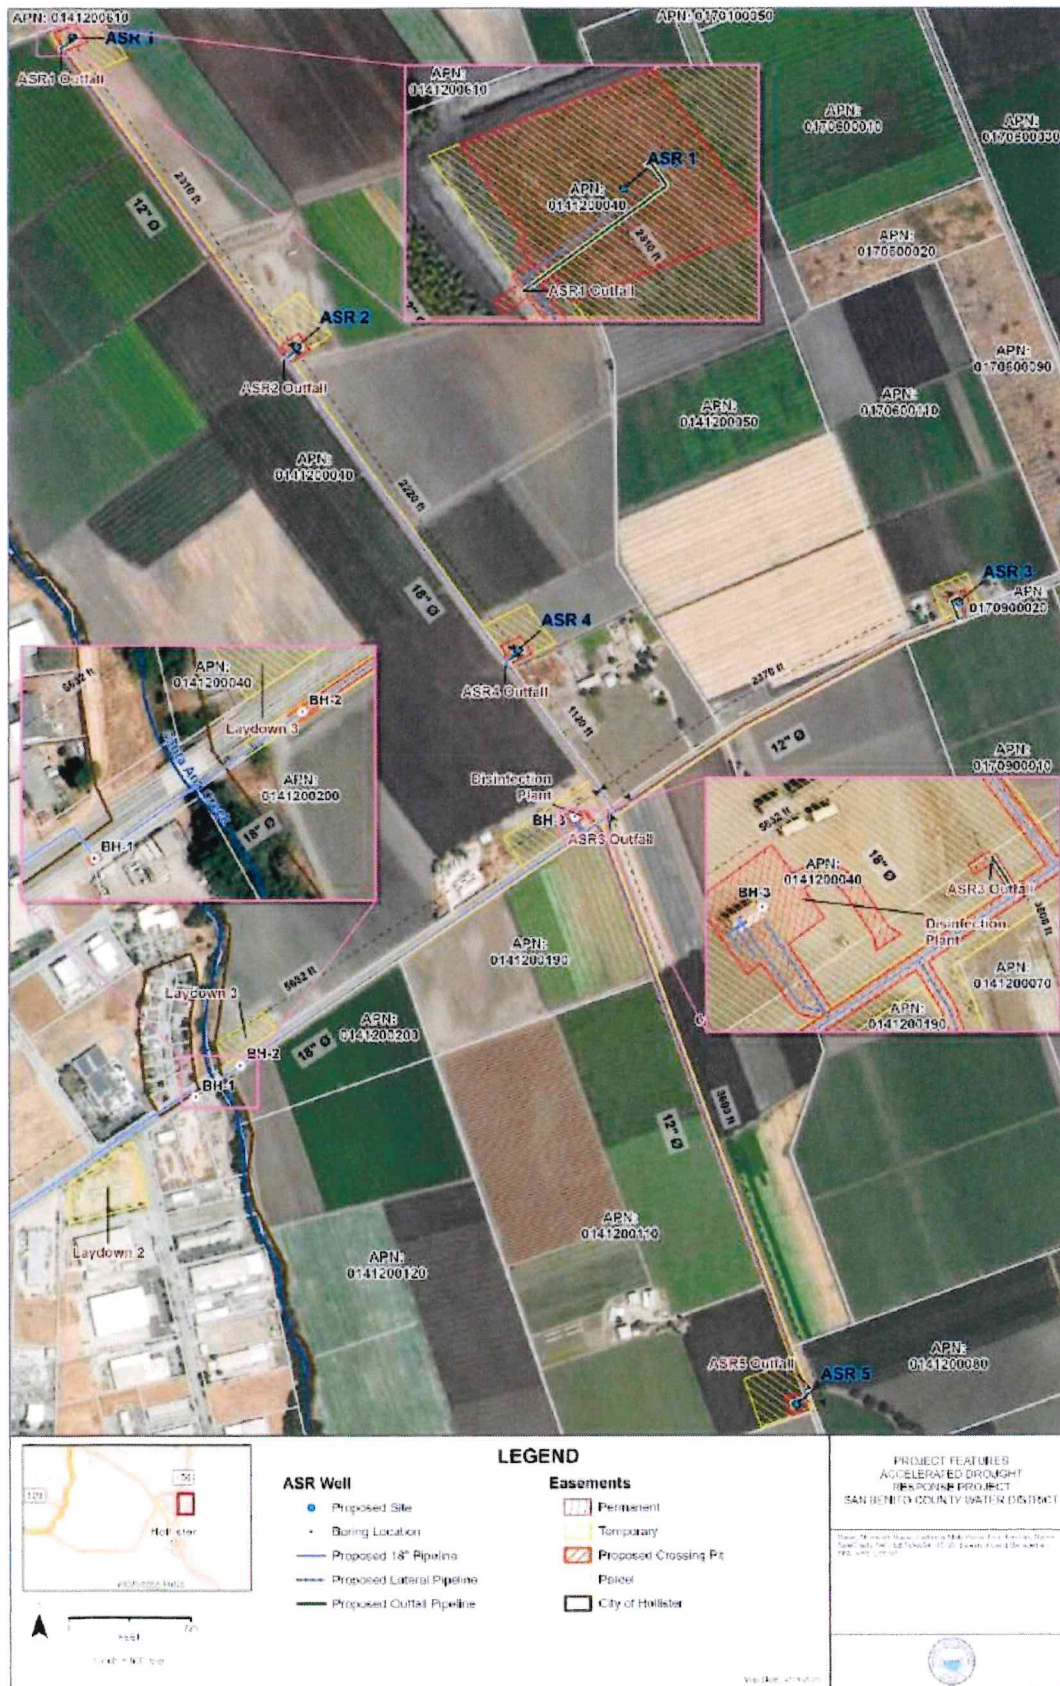 APN: 0141200610
ASR 1
ASR1 Outfall
APN: 0170100050
APN:
0141200610
ASR 1
APN:
0141200040
2310 ft
ASR1 Outfall
APN:
0170600010
APN:
APN:
0170600020
2310 ft
12" Ø
ASR 2
ASR2 Outfall
APN:
0141200040
APN:
0141200050
APN:
0170600110
APN:
0170600090
2220 ft
18" Ø
ASR 3
APN
0170900020
ASR 4
ASR4 Outfall
1120 ft
2370 ft
12" Ø
5632 ft
APN:
0141200040
Laydown 3
BH-2
APN:
0141200200
18" Ø
BH-1
Disinfection
Plant
BH-3
ASR3 Outfall
APN:
0170900010
5632 ft
APN:
0141200040
18" Ø
BH-3
ASR3 Outfall
Disinfection
Plant
APN:
0141200070
APN:
0141200190
APN:
0141200190
5632 ft
Laydown 3
APN:
0141200200
18" Ø
BH-2
BH-1
12" Ø
Laydown 2
APN:
0141200110
APN:
0141200120
ASR5 Outfall
ASR 5
APN:
0141200080
LEGEND
ASR Well
Proposed Site
Boring Location
Proposed 18" Pipeline
Proposed Lateral Pipeline
Proposed Outfall Pipeline
Easements
Permanent
Temporary
Proposed Crossing Pit
Parcel
City of Hollister
Hollister
FEET
PROJECT FEATURES
ACCELERATED DROUGHT
RESPONSE PROJECT
SAN BENITO COUNTY WATER DISTRICT